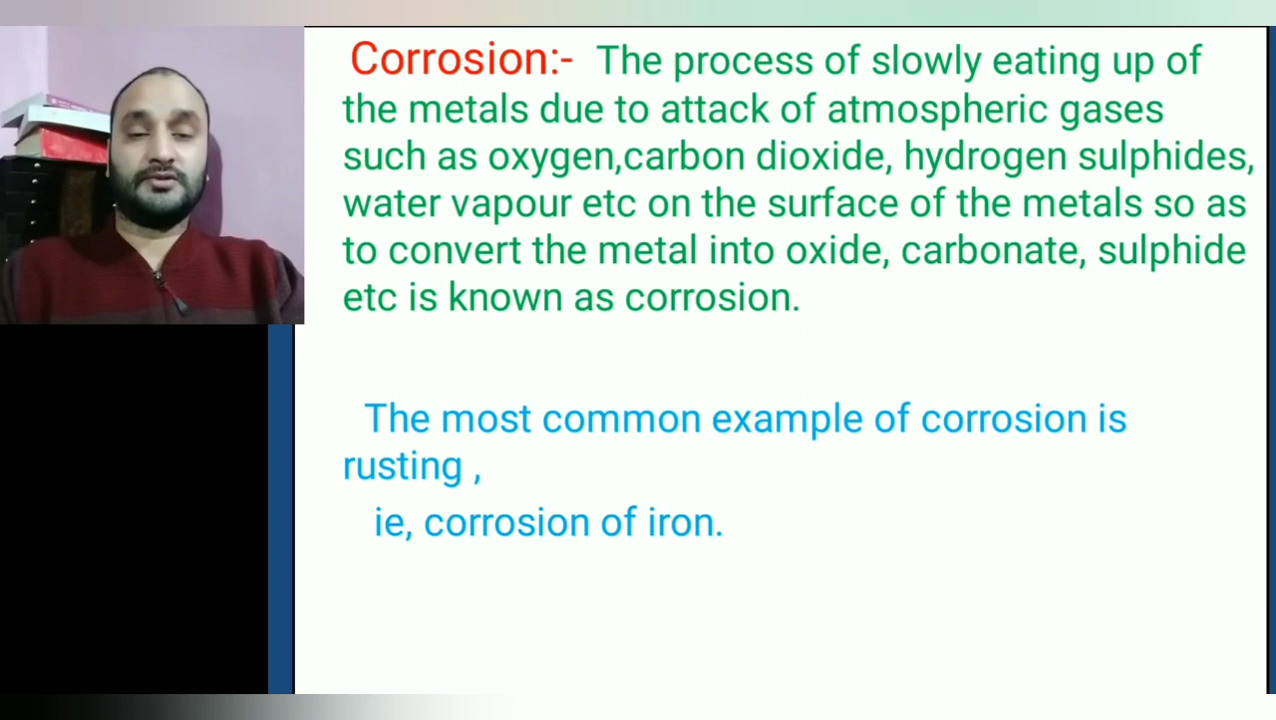 Corrosion:- The process of slowly eating up of
the metals due to attack of atmospheric gases
such as oxygen,carbon dioxide, hydrogen sulphides,
water vapour etc on the surface of the metals so as
to convert the metal into oxide, carbonate, sulphide
etc is known as corrosion.
The most common example of corrosion is
rusting ,
ie, corrosion of iron.